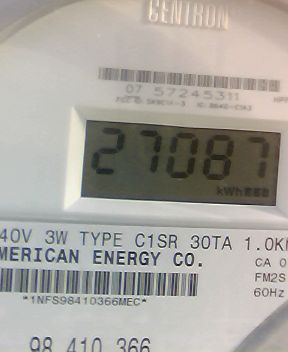 CENTRON
07 57245311
27087
kWh
40V 3W TYPE C1SR 30TA 1.0K
MERICAN ENERGY CO.
CA 0
FM2S
60Hz
*1NFS98410366MEC*
98 410 366